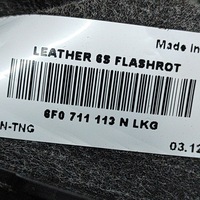 Made in
LEATHER 6S FLASHROT
6F0 711 113 N LKG
N-TNG
03.12